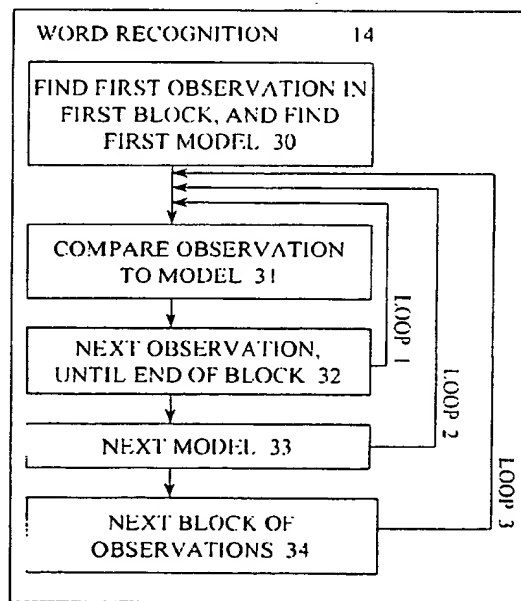 WORD RECOGNITION 14
FIND FIRST OBSERVATION IN
FIRST BLOCK, AND FIND
FIRST MODEL 30
COMPARE OBSERVATION
TO MODEL 31
NEXT OBSERVATION,
UNTIL END OF BLOCK 32
LOOP 1
NEXT MODEL 33
LOOP 2
NEXT BLOCK OF
OBSERVATIONS 34
LOOP 3